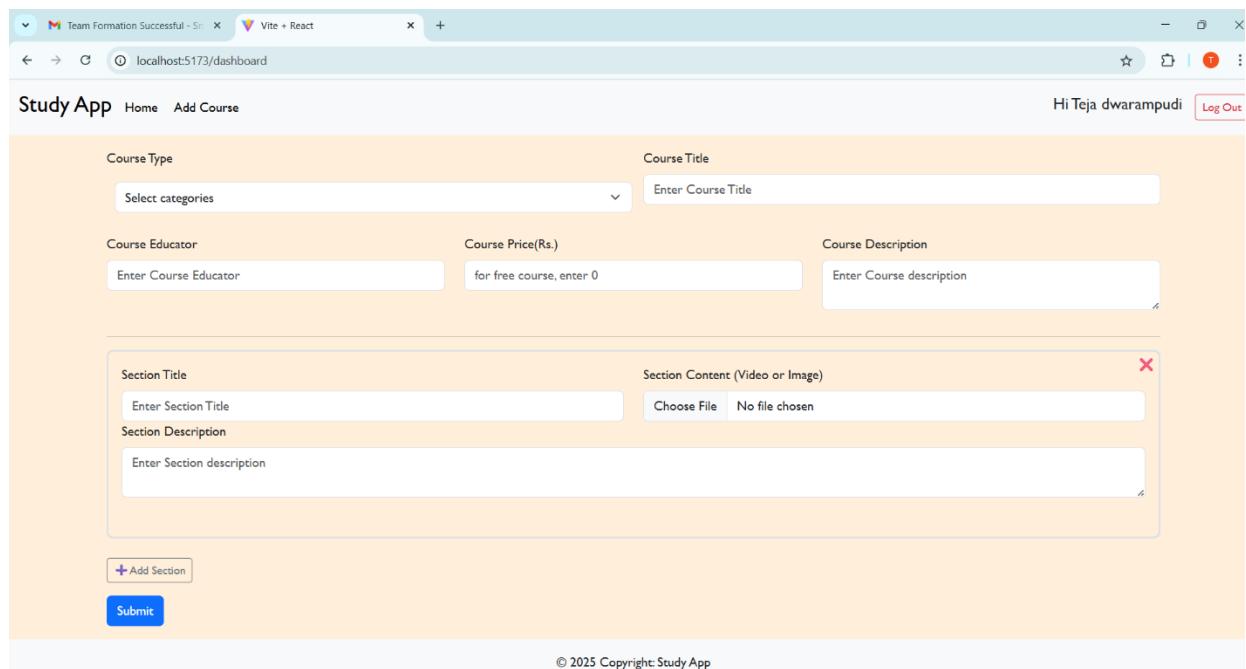 Team Formation Successful - Sr
Vite + React
localhost:5173/dashboard
T
Study App Home Add Course
Hi Teja dwarampudi
Log Out
Course Type
Course Title
Select categories
Enter Course Title
Course Educator
Course Price(Rs.)
Course Description
Enter Course Educator
for free course, enter 0
Enter Course description
Section Title
Section Content (Video or Image)
Enter Section Title
Choose File No file chosen
Section Description
Enter Section description
Add Section
Submit
© 2025 Copyright: Study App